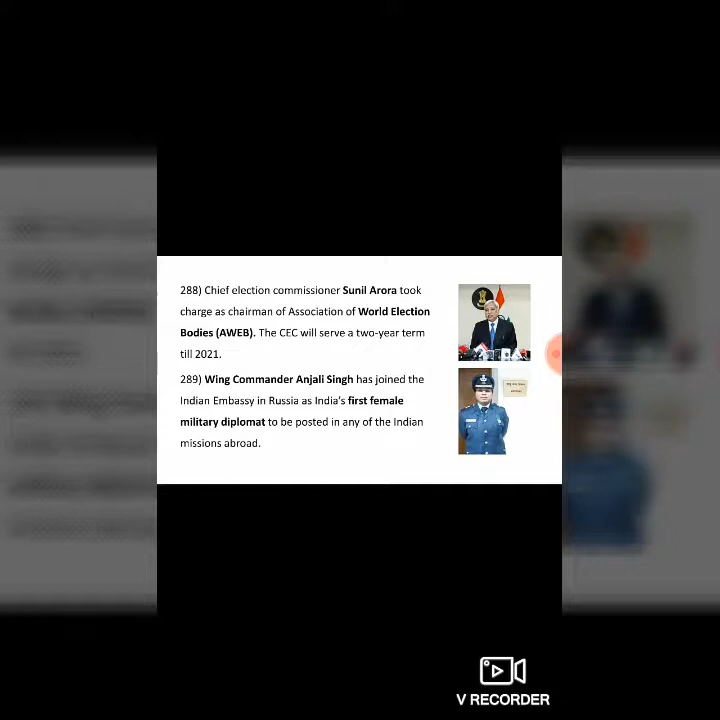 288) Chief election commissioner Sunil Arora took
charge as chairman of Association of World Election
Bodies (AWEB). The CEC will serve a two-year term
till 2021.
289) Wing Commander Anjali Singh has joined the
Indian Embassy in Russia as India's first female
military diplomat to be posted in any of the Indian
missions abroad.
V RECORDER